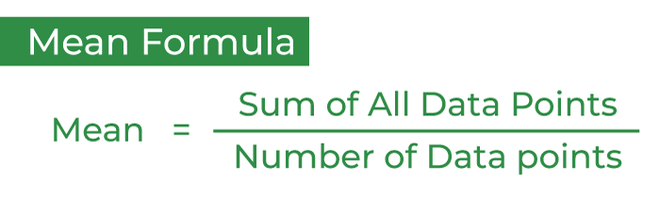 Mean Formula
Sum of All Data Points
Mean =
Number of Data points